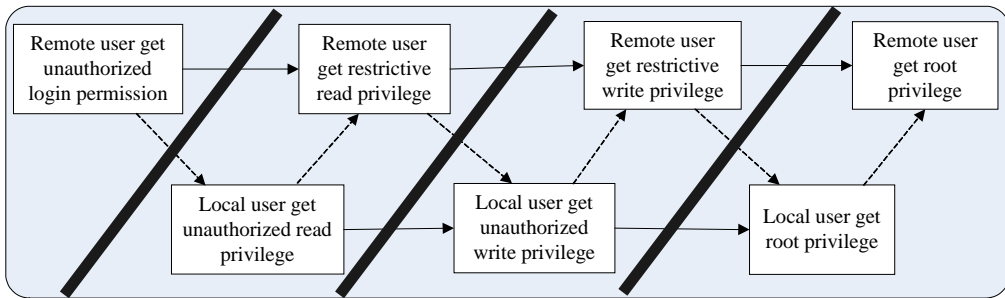 Remote user get
unauthorized
login permission
Remote user
get restrictive
read privilege
Remote user
get restrictive
write privilege
Remote user
get root
privilege
Local user get
unauthorized read
privilege
Local user get
unauthorized
write privilege
Local user get
root privilege